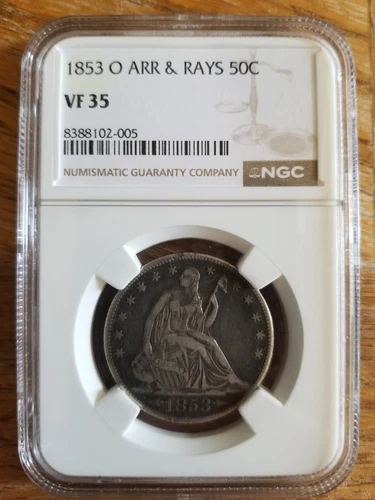 1853 O ARR & RAYS 50C
VF 35
8388102-005
NUMISMATIC GUARANTY COMPANY NGC
1853